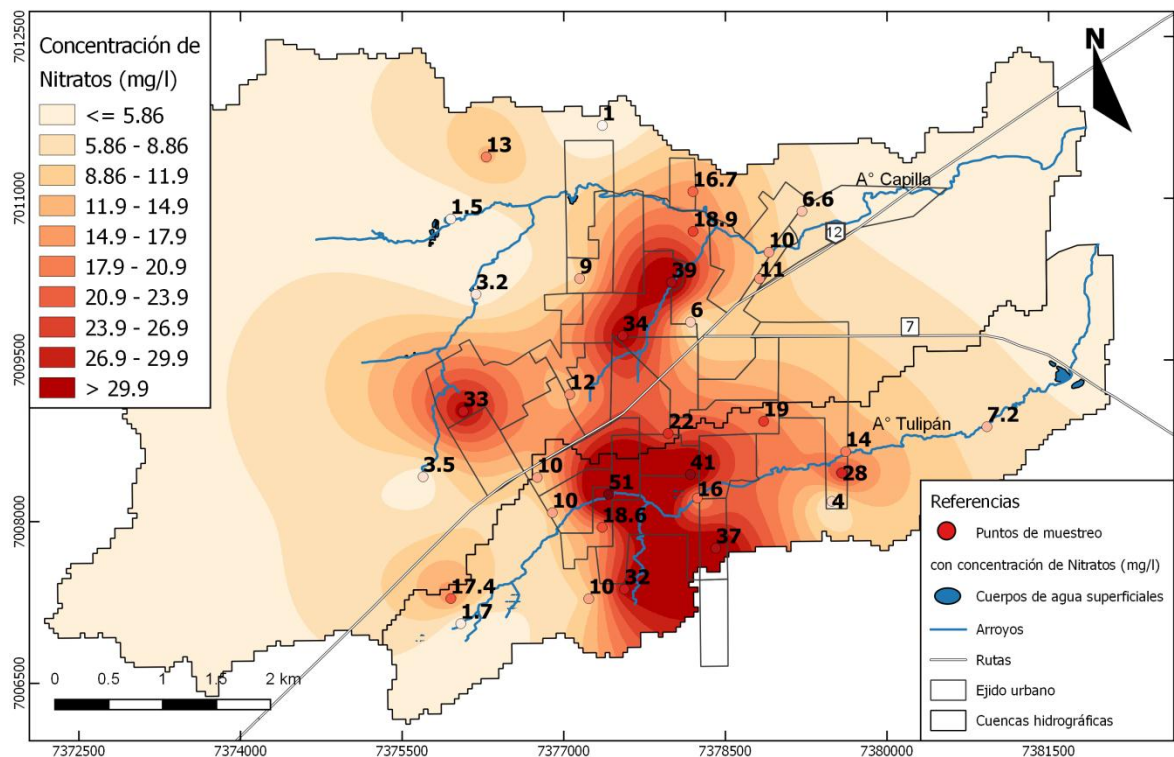 Concentración de
Nitratos (mg/l)
<= 5.86
5.86 - 8.86
8.86 - 11.9
11.9 - 14.9
14.9 - 17.9
17.9 - 20.9
20.9 - 23.9
23.9 - 26.9
26.9 - 29.9
> 29.9
N
1
13
16.7
A° Capilla
6.6
1.5
18.9
12
10
9
39
11
3.2
6
34
7
12
33
19
22
A° Tulipán
7.2
14
3.5
10
41
28
51
16
4
10
18.6
37
32
17.4
10
1.7
0 0.5 1 1.5 2 km
Referencias
Puntos de muestreo
con concentración de Nitratos (mg/l)
Cuerpos de agua superficiales
Arroyos
Rutas
Ejido urbano
Cuencas hidrográficas
7012500
7011000
7009500
7008000
7006500
7372500 7374000 7375500 7377000 7378500 7380000 7381500